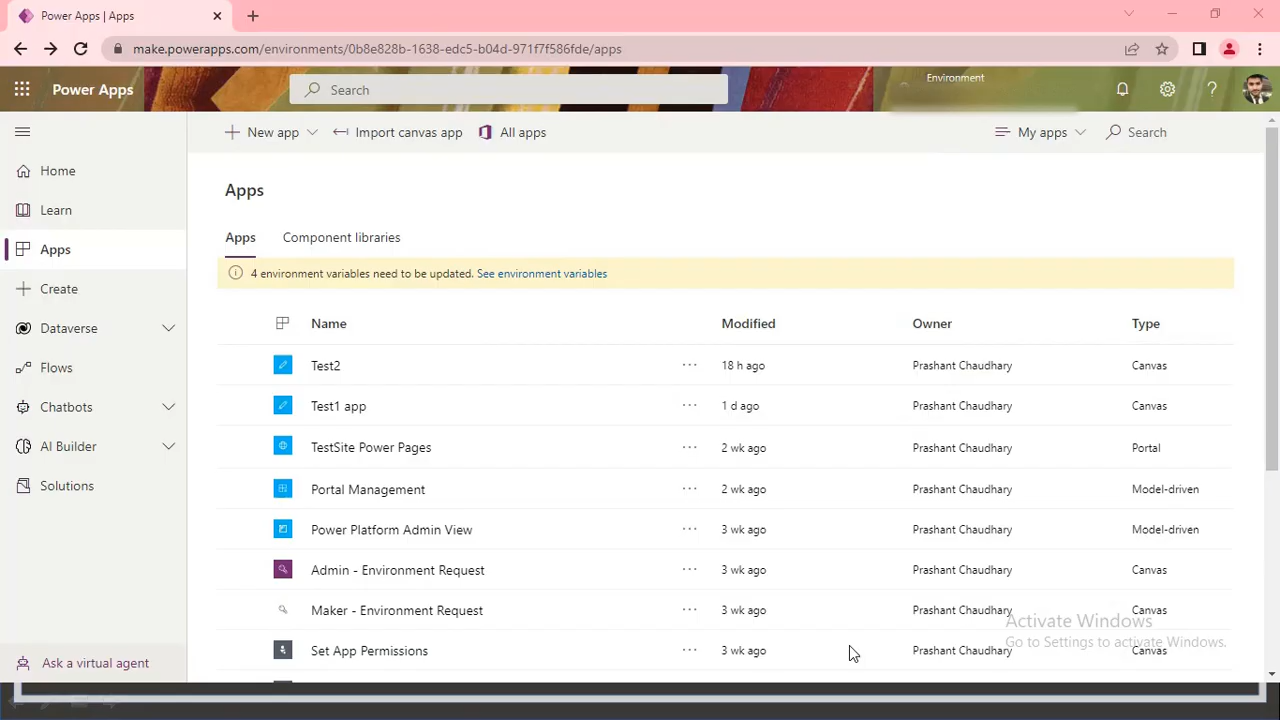 Power Apps | Apps
make.powerapps.com/environments/0b8e828b-1638-edc5-b04d-971f7f586fde/apps
Power Apps
Search
Environment
New app
Import canvas app
All apps
My apps
Search
Home
Learn
Apps
Create
Dataverse
Flows
Chatbots
AI Builder
Solutions
Ask a virtual agent
Apps
Apps Component libraries
4 environment variables need to be updated. See environment variables
Name Modified Owner Type
Test2 ··· 18 h ago Prashant Chaudhary Canvas
Test1 app ··· 1 d ago Prashant Chaudhary Canvas
TestSite Power Pages ··· 2 wk ago Prashant Chaudhary Portal
Portal Management ··· 2 wk ago Prashant Chaudhary Model-driven
Power Platform Admin View ··· 3 wk ago Prashant Chaudhary Model-driven
Admin - Environment Request ··· 3 wk ago Prashant Chaudhary Canvas
Maker - Environment Request ··· 3 wk ago Prashant Chaudhary Canvas
Set App Permissions ··· 3 wk ago Prashant Chaudhary Canvas
Activate Windows
Go to Settings to activate Windows.